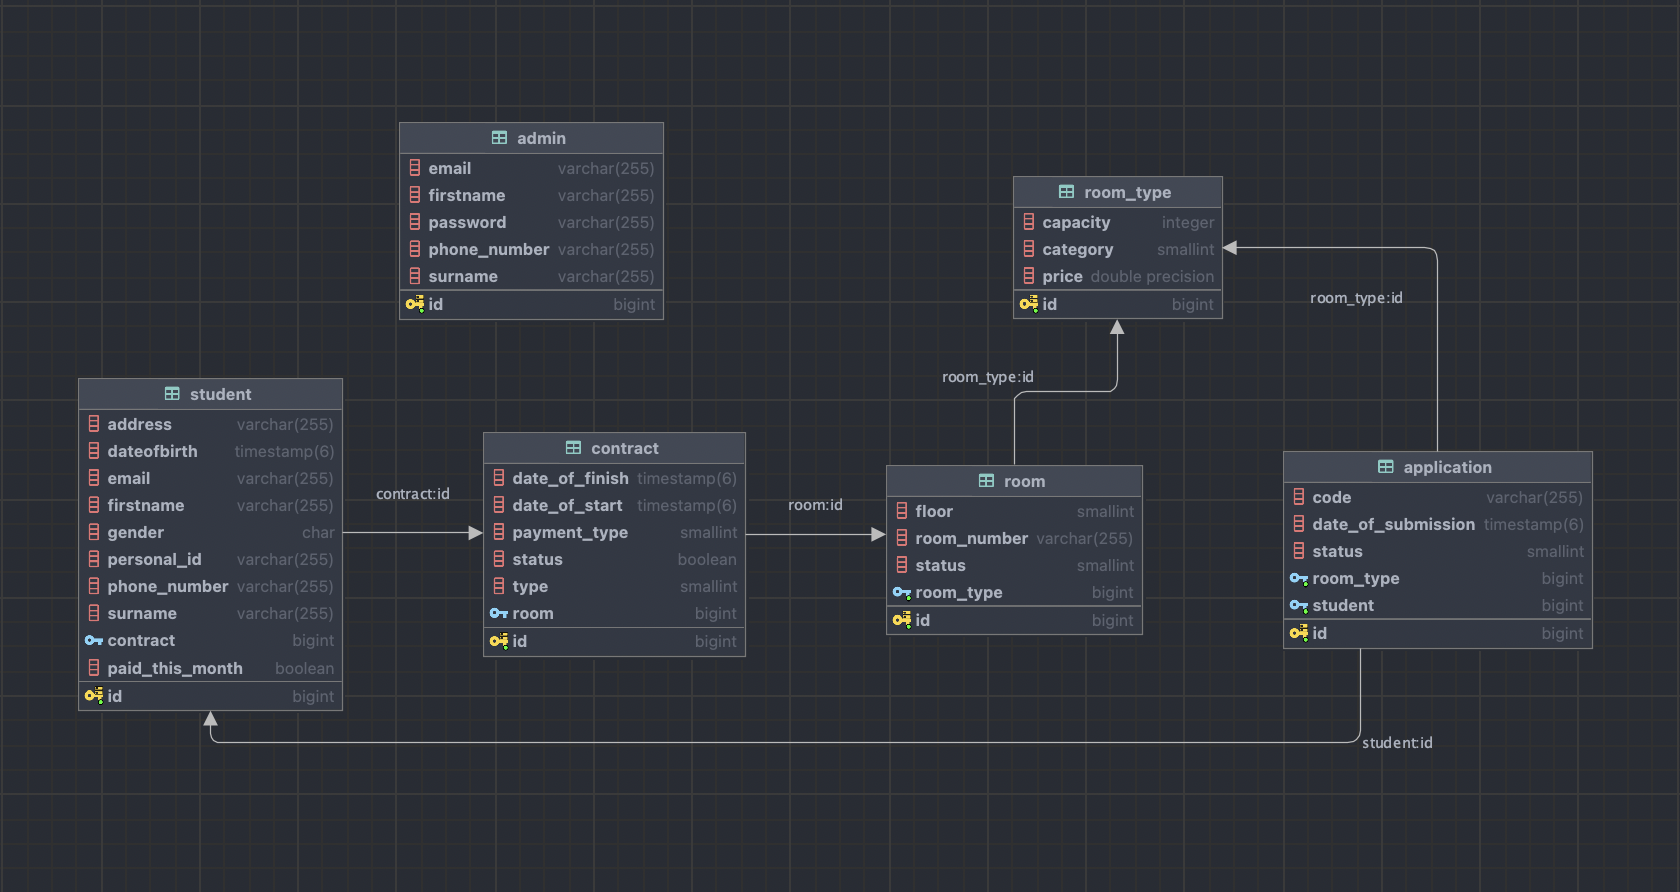 admin
email varchar(255)
firstname varchar(255)
password varchar(255)
phone_number varchar(255)
surname varchar(255)
id bigint
room_type
capacity integer
category smallint
price double precision
id bigint
room_type:id
room_type:id
student
address varchar(255)
dateofbirth timestamp(6)
email varchar(255)
firstname varchar(255)
gender char
personal_id varchar(255)
phone_number varchar(255)
surname varchar(255)
contract bigint
paid_this_month boolean
id bigint
contract:id
contract
date_of_finish timestamp(6)
date_of_start timestamp(6)
payment_type smallint
status boolean
type smallint
room bigint
id bigint
room:id
room
floor smallint
room_number varchar(255)
status smallint
room_type bigint
id bigint
application
code varchar(255)
date_of_submission timestamp(6)
status smallint
room_type bigint
student bigint
id bigint
student:id